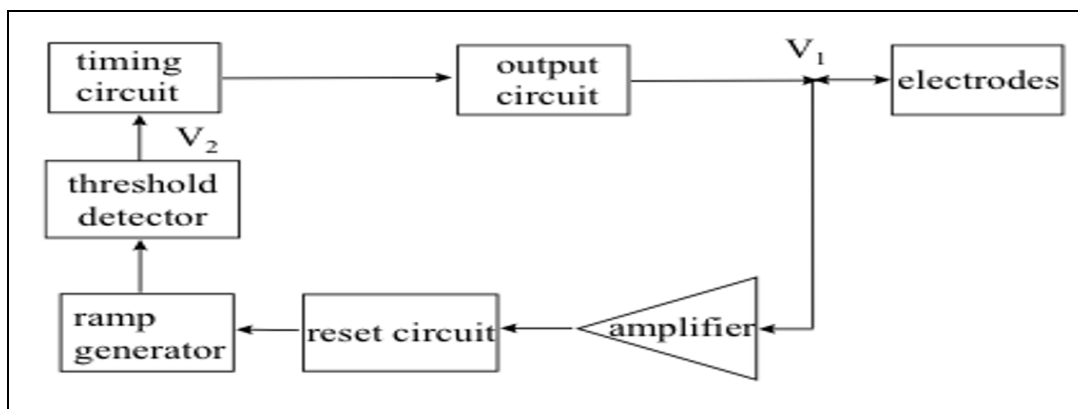 timing
circuit
output
circuit
V1
electrodes
V2
threshold
detector
ramp
generator
reset circuit
amplifier